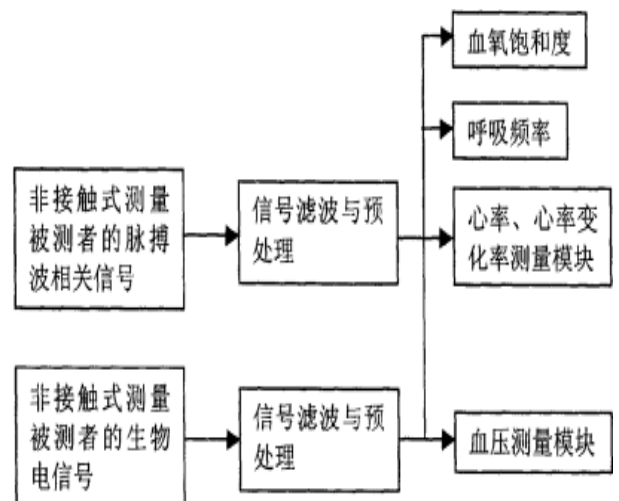 血氧饱和度
呼吸频率
非接触式测量
被测者的脉搏
波相关信号
信号滤波与预
处理
心率、心率变
化率测量模块
非接触式测量
被测者的生物
电信号
信号滤波与预
处理
血压测量模块